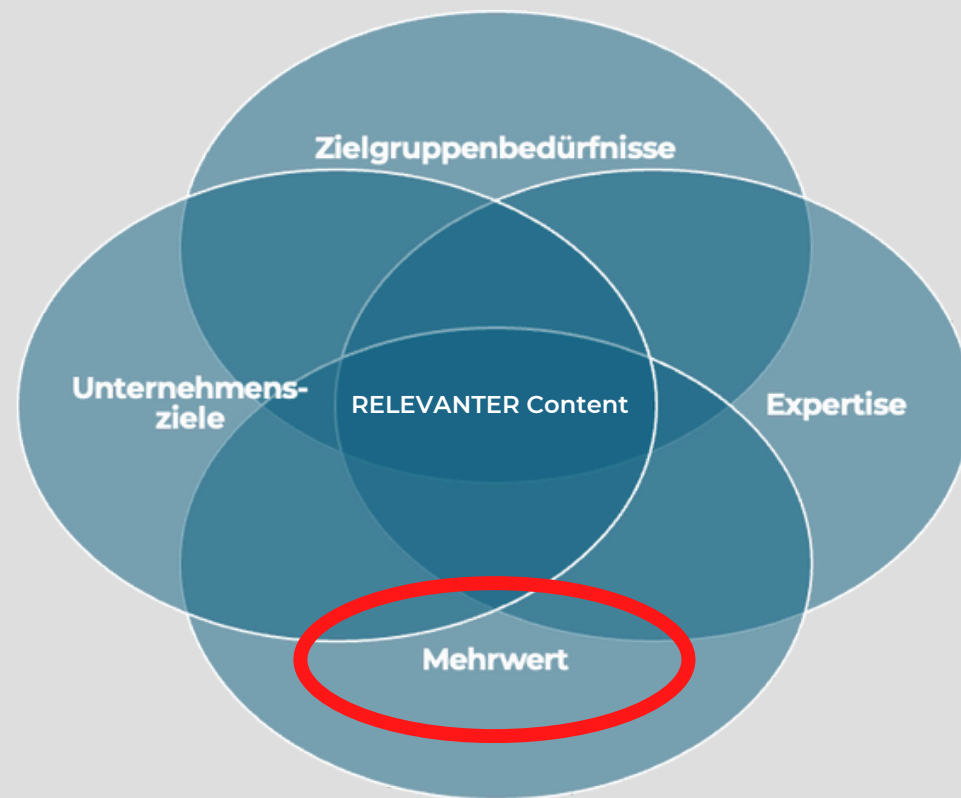 Zielgruppenbedürfnisse
Unternehmens-
ziele
RELEVANTER Content
Expertise
Mehrwert